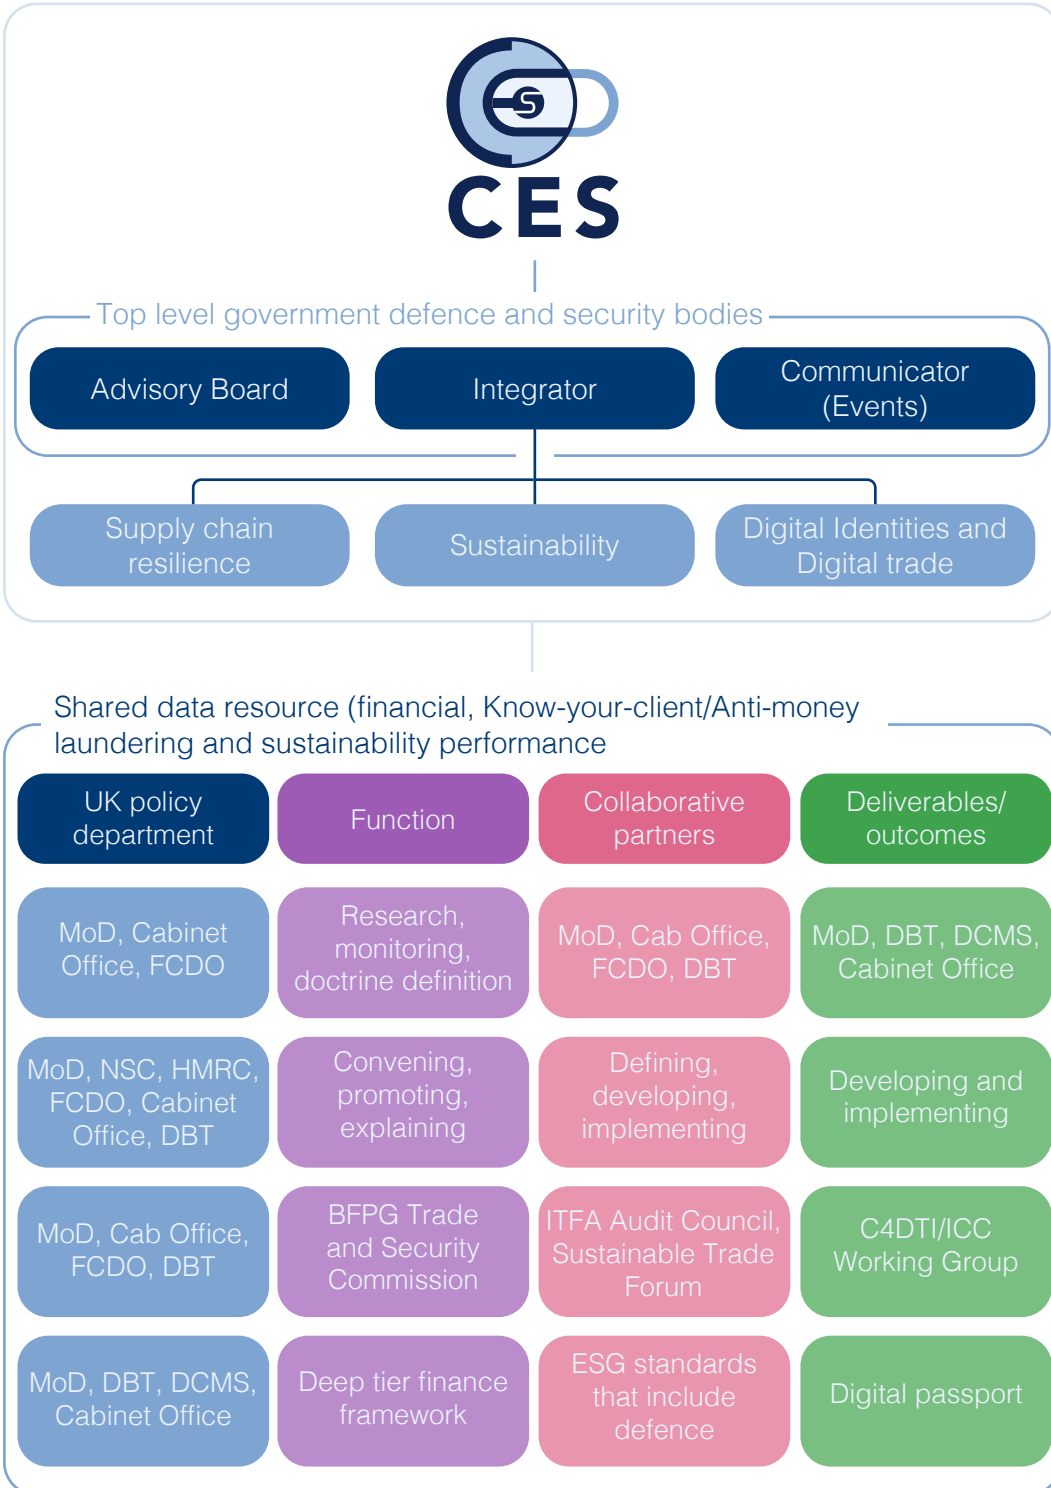 S
CES
Top level government defence and security bodies
Advisory Board
Integrator
Communicator
(Events)
Supply chain
resilience
Sustainability
Digital Identities and
Digital trade
Shared data resource (financial, Know-your-client/Anti-money
laundering and sustainability performance
UK policy
department
Function
Collaborative
partners
Deliverables/
outcomes
MoD, Cabinet
Office, FCDO
Research,
monitoring,
doctrine definition
MoD, Cab Office,
FCDO, DBT
MoD, DBT, DCMS,
Cabinet Office
MoD, NSC, HMRC,
FCDO, Cabinet
Office, DBT
Convening,
promoting,
explaining
Defining,
developing,
implementing
Developing and
implementing
MoD, Cab Office,
FCDO, DBT
BFPG Trade
and Security
Commission
ITFA Audit Council,
Sustainable Trade
Forum
C4DTI/ICC
Working Group
MoD, DBT, DCMS,
Cabinet Office
Deep tier finance
framework
ESG standards
that include
defence
Digital passport